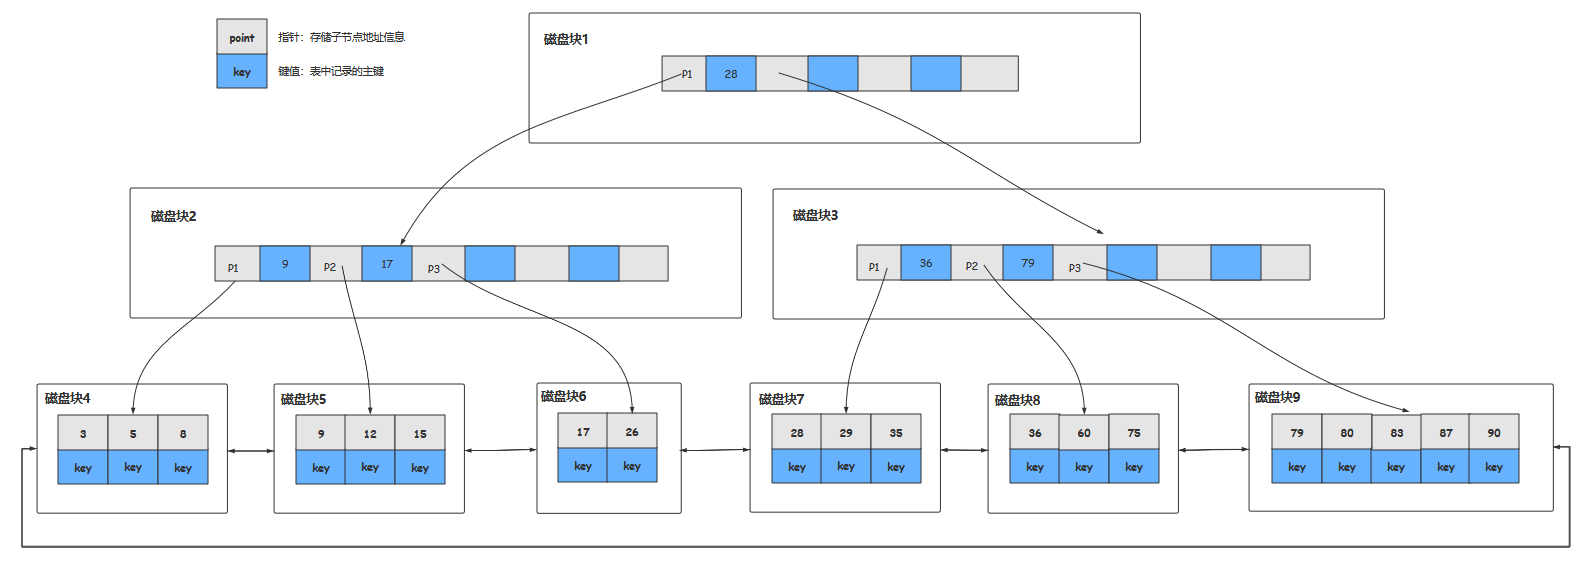 point 指针：存储子节点地址信息
key 键值：表中记录的主键
磁盘块1
P1 28
磁盘块2
P1 9 P2 17 P3
磁盘块3
P1 36 P2 79 P3
磁盘块4
3 5 8
key key key
磁盘块5
9 12 15
key key key
磁盘块6
17 26
key key
磁盘块7
28 29 35
key key key
磁盘块8
36 60 75
key key key
磁盘块9
79 80 83 87 90
key key key key key